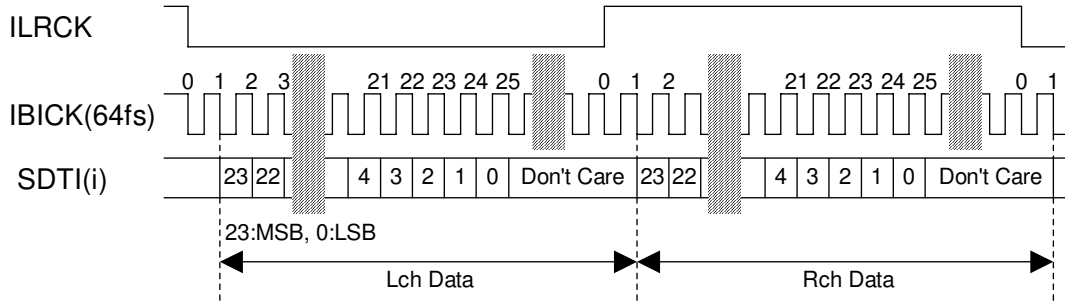 ILRCK
0 1 2 3 21 22 23 24 25 0 1 2 21 22 23 24 25 0 1
IBICK(64fs)
SDTI(i) 23 22 4 3 2 1 0 Don't Care 23 22 4 3 2 1 0 Don't Care
23:MSB, 0:LSB
Lch Data Rch Data